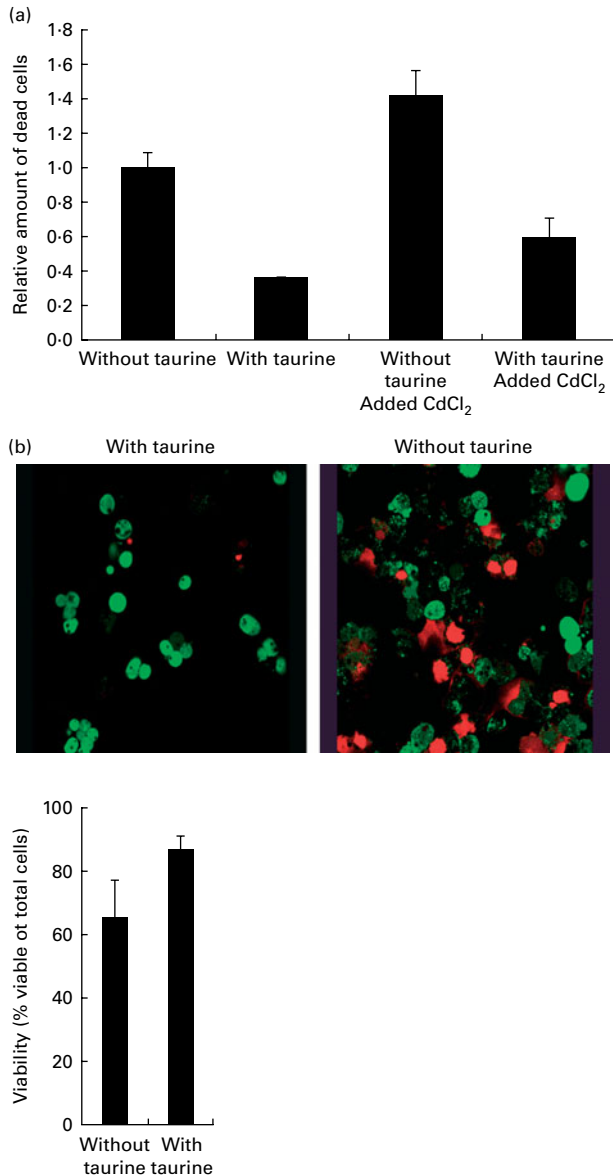 (a)
Relative amount of dead cells
1·8
1·6
1·4
1·2
1·0
0·8
0·6
0·4
0·2
0·0
Without taurine
With taurine
Without
taurine
Added CdCl₂
With taurine
Added CdCl₂
(b)
With taurine
Without taurine
Viability (% viable ot total cells)
100
80
60
40
20
0
Without
taurine
With
taurine